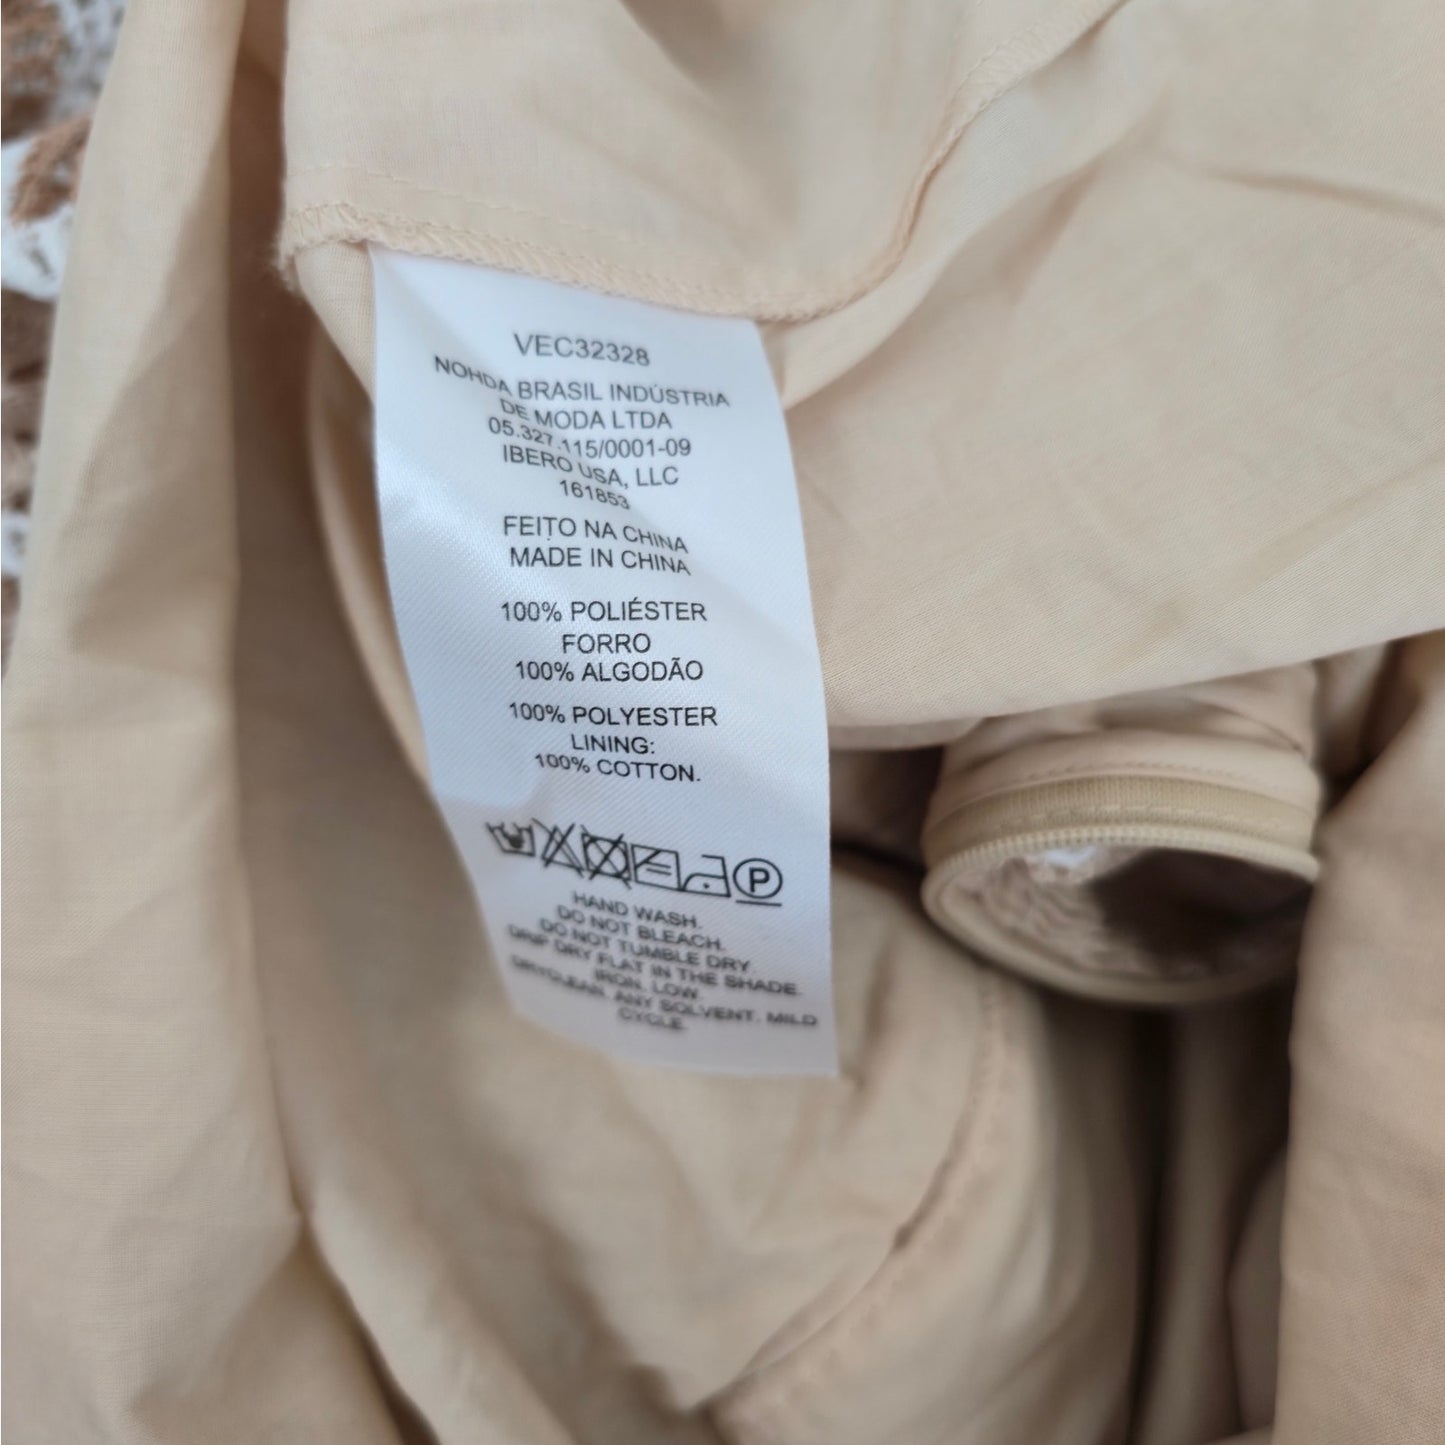 VEC32328
NOHDA BRASIL INDÚSTRIA
DE MODA LTDA
05.327.115/0001-09
IBERO USA, LLC
161853
FEITO NA CHINA
MADE IN CHINA
100% POLIÉSTER
FORRO
100% ALGODÃO
100% POLYESTER
LINING:
100% COTTON.
P
HAND WASH.
DO NOT BLEACH.
DO NOT TUMBLE DRY.
DRIP DRY FLAT IN THE SHADE.
IRON. LOW.
DRYCLEAN. ANY SOLVENT. MILD
CYCLE.